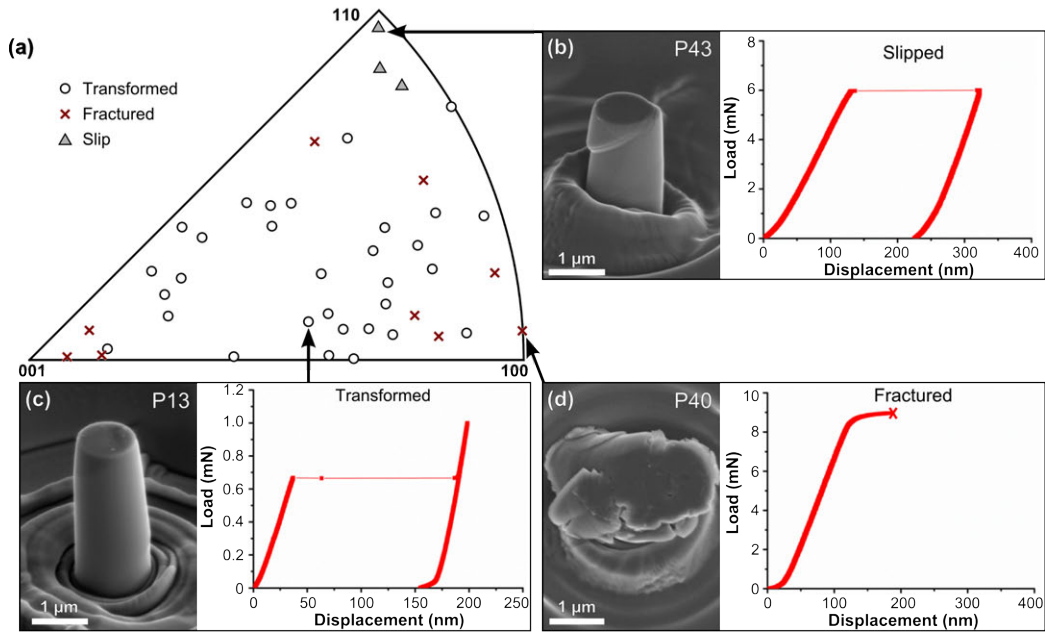 (a)
110
Transformed
Fractured
Slip
001
100
(b)
P43
1 µm
Slipped
Load (mN)
8
6
4
2
0
0 100 200 300 400
Displacement (nm)
(c)
P13
1 µm
Transformed
Load (mN)
1.2
1.0
0.8
0.6
0.4
0.2
0
0 50 100 150 200 250
Displacement (nm)
(d)
P40
1 µm
Fractured
Load (mN)
10
8
6
4
2
0
0 100 200 300 400
Displacement (nm)